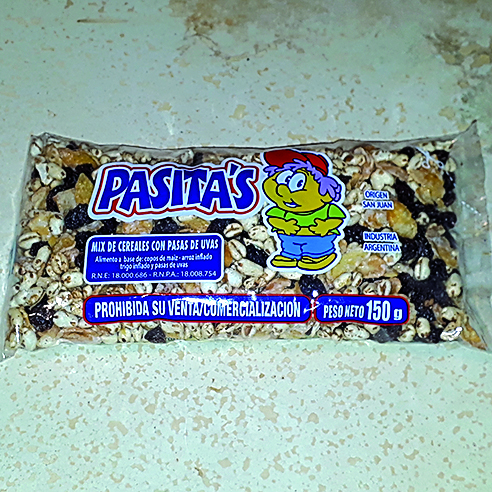 PASITA'S
MIX DE CEREALES CON PASAS DE UVAS
Alimento a base de: copos de maíz - arroz inflado
trigo inflado y pasas de uvas
R.N.E: 18.000.686 - R.N.P.A.: 18.008.754
ORIGEN
SAN JUAN
INDUSTRIA
ARGENTINA
PROHIBIDA SU VENTA/COMERCIALIZACIÓN
PESO NETO 150 g